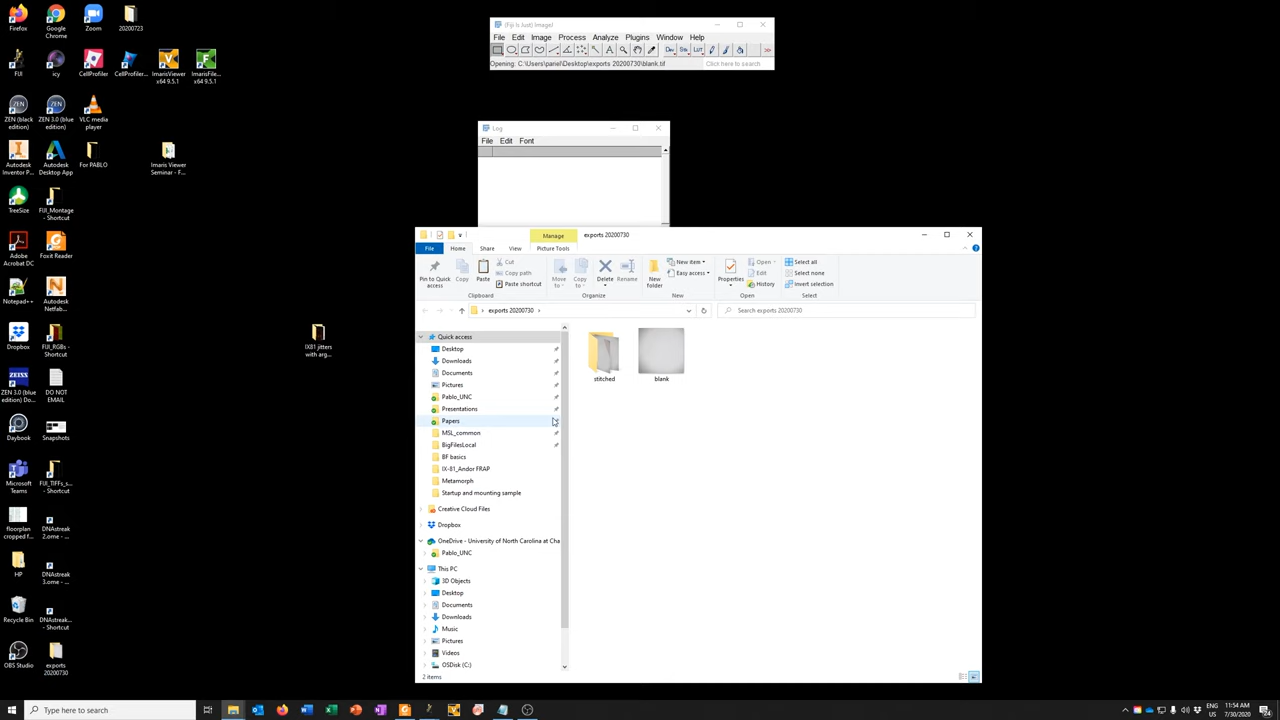 Firefox
Google Chrome
Zoom
20200723
FIJI
icy
CellProfiler
CellProfiler...
ImarisViewer x64 9.5.1
ImarisFile... x64 9.5.1
ZEN (black edition)
ZEN 3.0 (blue edition)
VLC media player
Autodesk Inventor P...
Autodesk Desktop App
For PABLO
Imaris Viewer Seminar - F...
TreeSize
FIJI_Montage - Shortcut
Adobe Acrobat DC
Foxit Reader
Notepad++
Autodesk Netfab...
Dropbox
FIJI_RGBs - Shortcut
IX81 jitters with arg...
ZEN 3.0 (blue edition) Do...
DO NOT EMAIL
Daybook
Snapshots
Microsoft Teams
FIJI_TIFFs_s... - Shortcut
floorplan cropped f...
DNAstreak 2.ome - ...
HP
DNAstreak 3.ome - ...
Recycle Bin
DNAstreak... - Shortcut
OBS Studio
exports 20200730
(Fiji Is Just) ImageJ
File Edit Image Process Analyze Plugins Window Help
Dev Stk LUT
Opening: C:\Users\pariel\Desktop\exports 20200730\blank.tif
Click here to search
Log
File Edit Font
Manage
exports 20200730
File Home Share View Picture Tools
Pin to Quick access
Copy
Paste
Cut
Copy path
Paste shortcut
Clipboard
Move to
Copy to
Delete
Rename
Organize
New folder
New item
Easy access
New
Properties
Open
Edit
History
Open
Select all
Select none
Invert selection
Select
exports 20200730
Search exports 20200730
Quick access
Desktop
Downloads
Documents
Pictures
Pablo_UNC
Presentations
Papers
MSL_common
BigFilesLocal
BF basics
IX-81_Andor FRAP
Metamorph
Startup and mounting sample
Creative Cloud Files
Dropbox
OneDrive - University of North Carolina at Cha
Pablo_UNC
This PC
3D Objects
Desktop
Documents
Downloads
Music
Pictures
Videos
OSDisk (C:)
stitched
blank
2 items
Type here to search
11:54 AM
7/30/2020